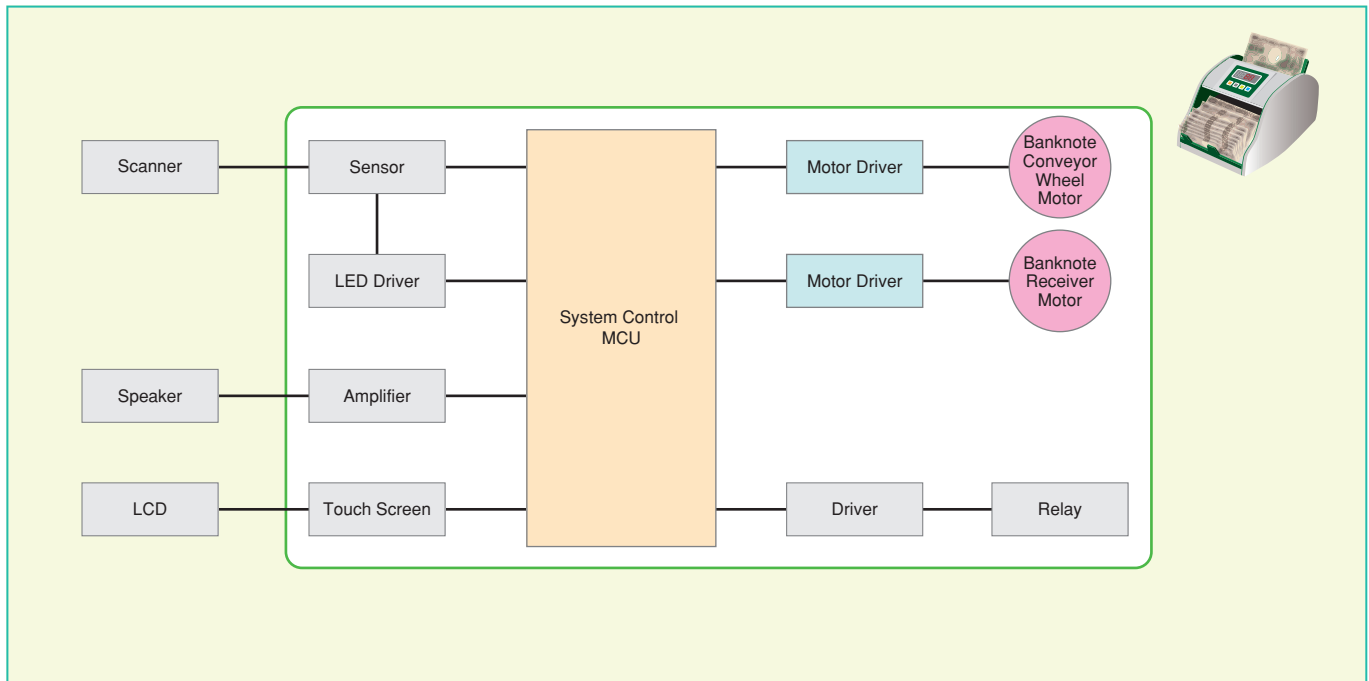 Scanner
Sensor
Motor Driver
Banknote
Conveyor
Wheel
Motor
LED Driver
Motor Driver
Banknote
Receiver
Motor
System Control
MCU
Speaker
Amplifier
LCD
Touch Screen
Driver
Relay